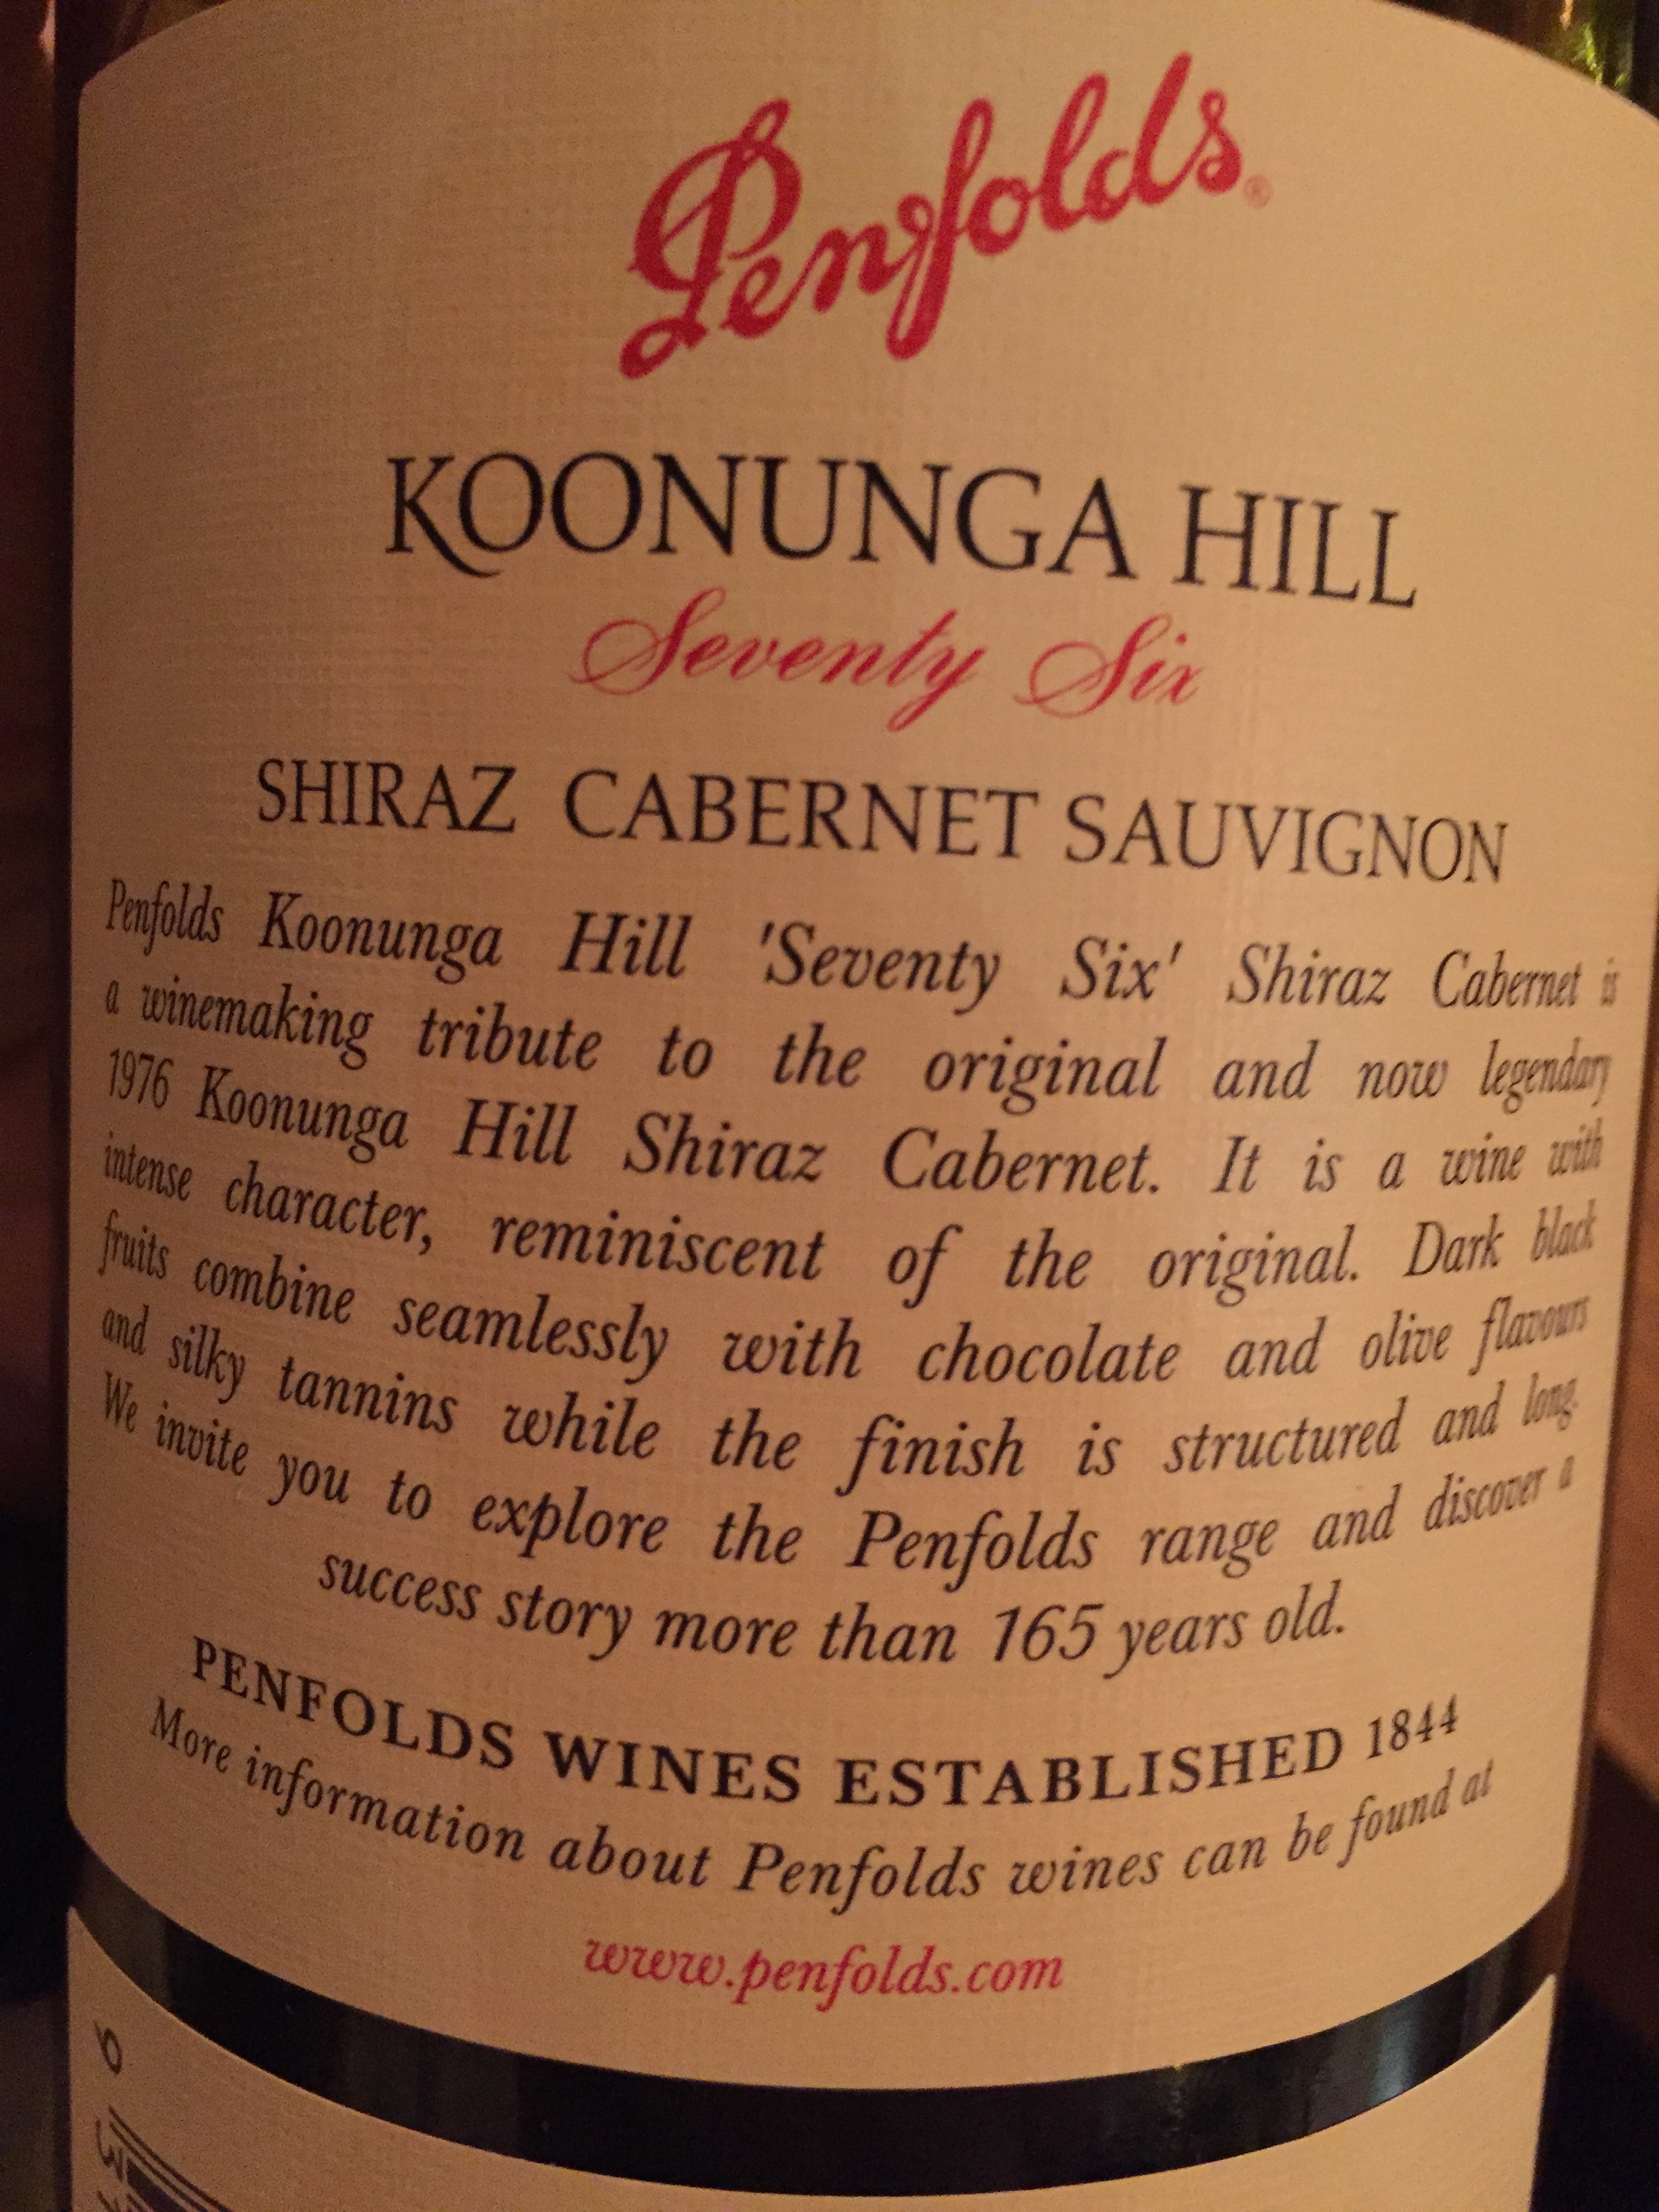 Penfolds®
KOONUNGA HILL
Seventy Six
SHIRAZ CABERNET SAUVIGNON
Penfolds Koonunga Hill 'Seventy Six' Shiraz Cabernet is
a winemaking tribute to the original and now legendary
1976 Koonunga Hill Shiraz Cabernet. It is a wine with
intense character, reminiscent of the original. Dark black
fruits combine seamlessly with chocolate and olive flavours
and silky tannins while the finish is structured and long.
We invite you to explore the Penfolds range and discover a
success story more than 165 years old.
PENFOLDS WINES ESTABLISHED 1844
More information about Penfolds wines can be found at
www.penfolds.com